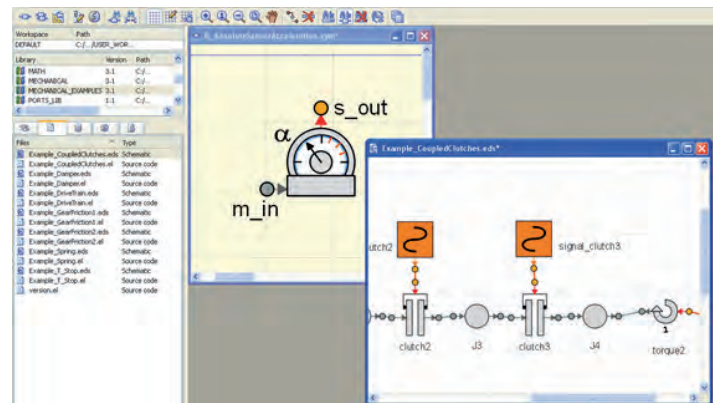 Workspace Path
DEFAULT C:/.../USER_WOR...
Library Version Path
MATH 3.1 C:/...
MECHANICAL 3.1 C:/...
MECHANICAL_EXAMPLES 3.1 C:/...
PORTS_LIB 1.1 C:/...
Files Type
Example_CoupledClutches.eds Schematic
Example_CoupledClutches.el Source code
Example_Damper.eds Schematic
Example_Damper.el Source code
Example_DriveTrain.eds Schematic
Example_DriveTrain.el Source code
Example_GearFriction1.eds Schematic
Example_GearFriction1.el Source code
Example_GearFriction2.eds Schematic
Example_GearFriction2.el Source code
Example_Spring.eds Schematic
Example_Spring.el Source code
Example_T_Stop.eds Schematic
Example_T_Stop.el Source code
version.el Source code
s_out
α
m_in
Example_CoupledClutches.eds*
utch2
signal_clutch3
clutch2
J3
clutch3
J4
1
torque2